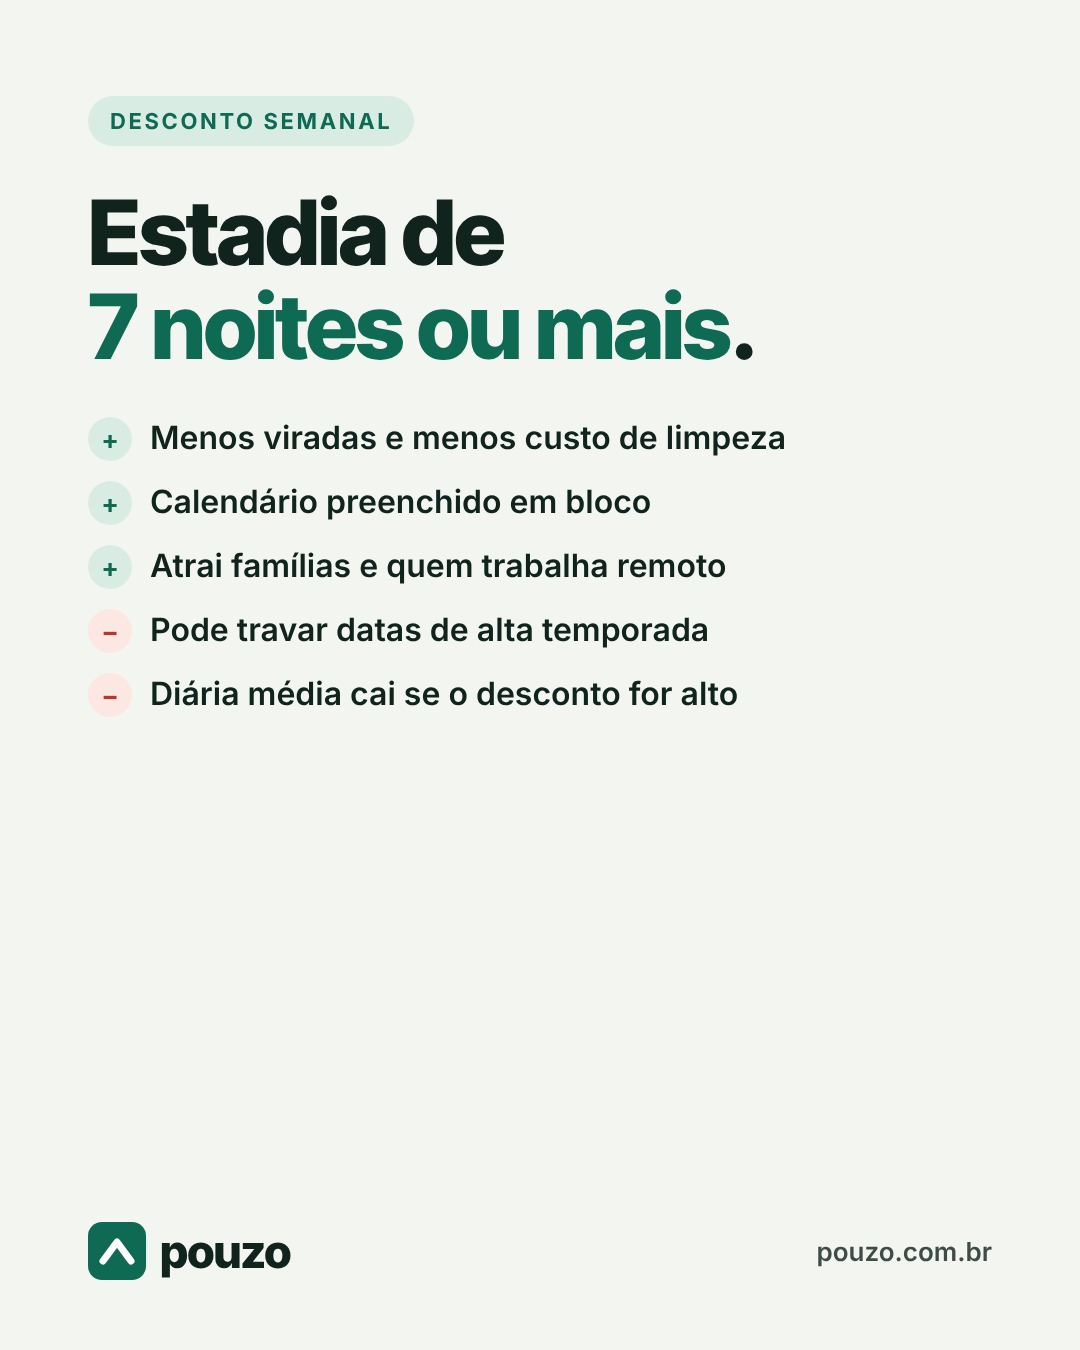 DESCONTO SEMANAL
Estadia de
7 noites ou mais.
+ Menos viradas e menos custo de limpeza
+ Calendário preenchido em bloco
+ Atrai famílias e quem trabalha remoto
– Pode travar datas de alta temporada
– Diária média cai se o desconto for alto
pouzo
pouzo.com.br